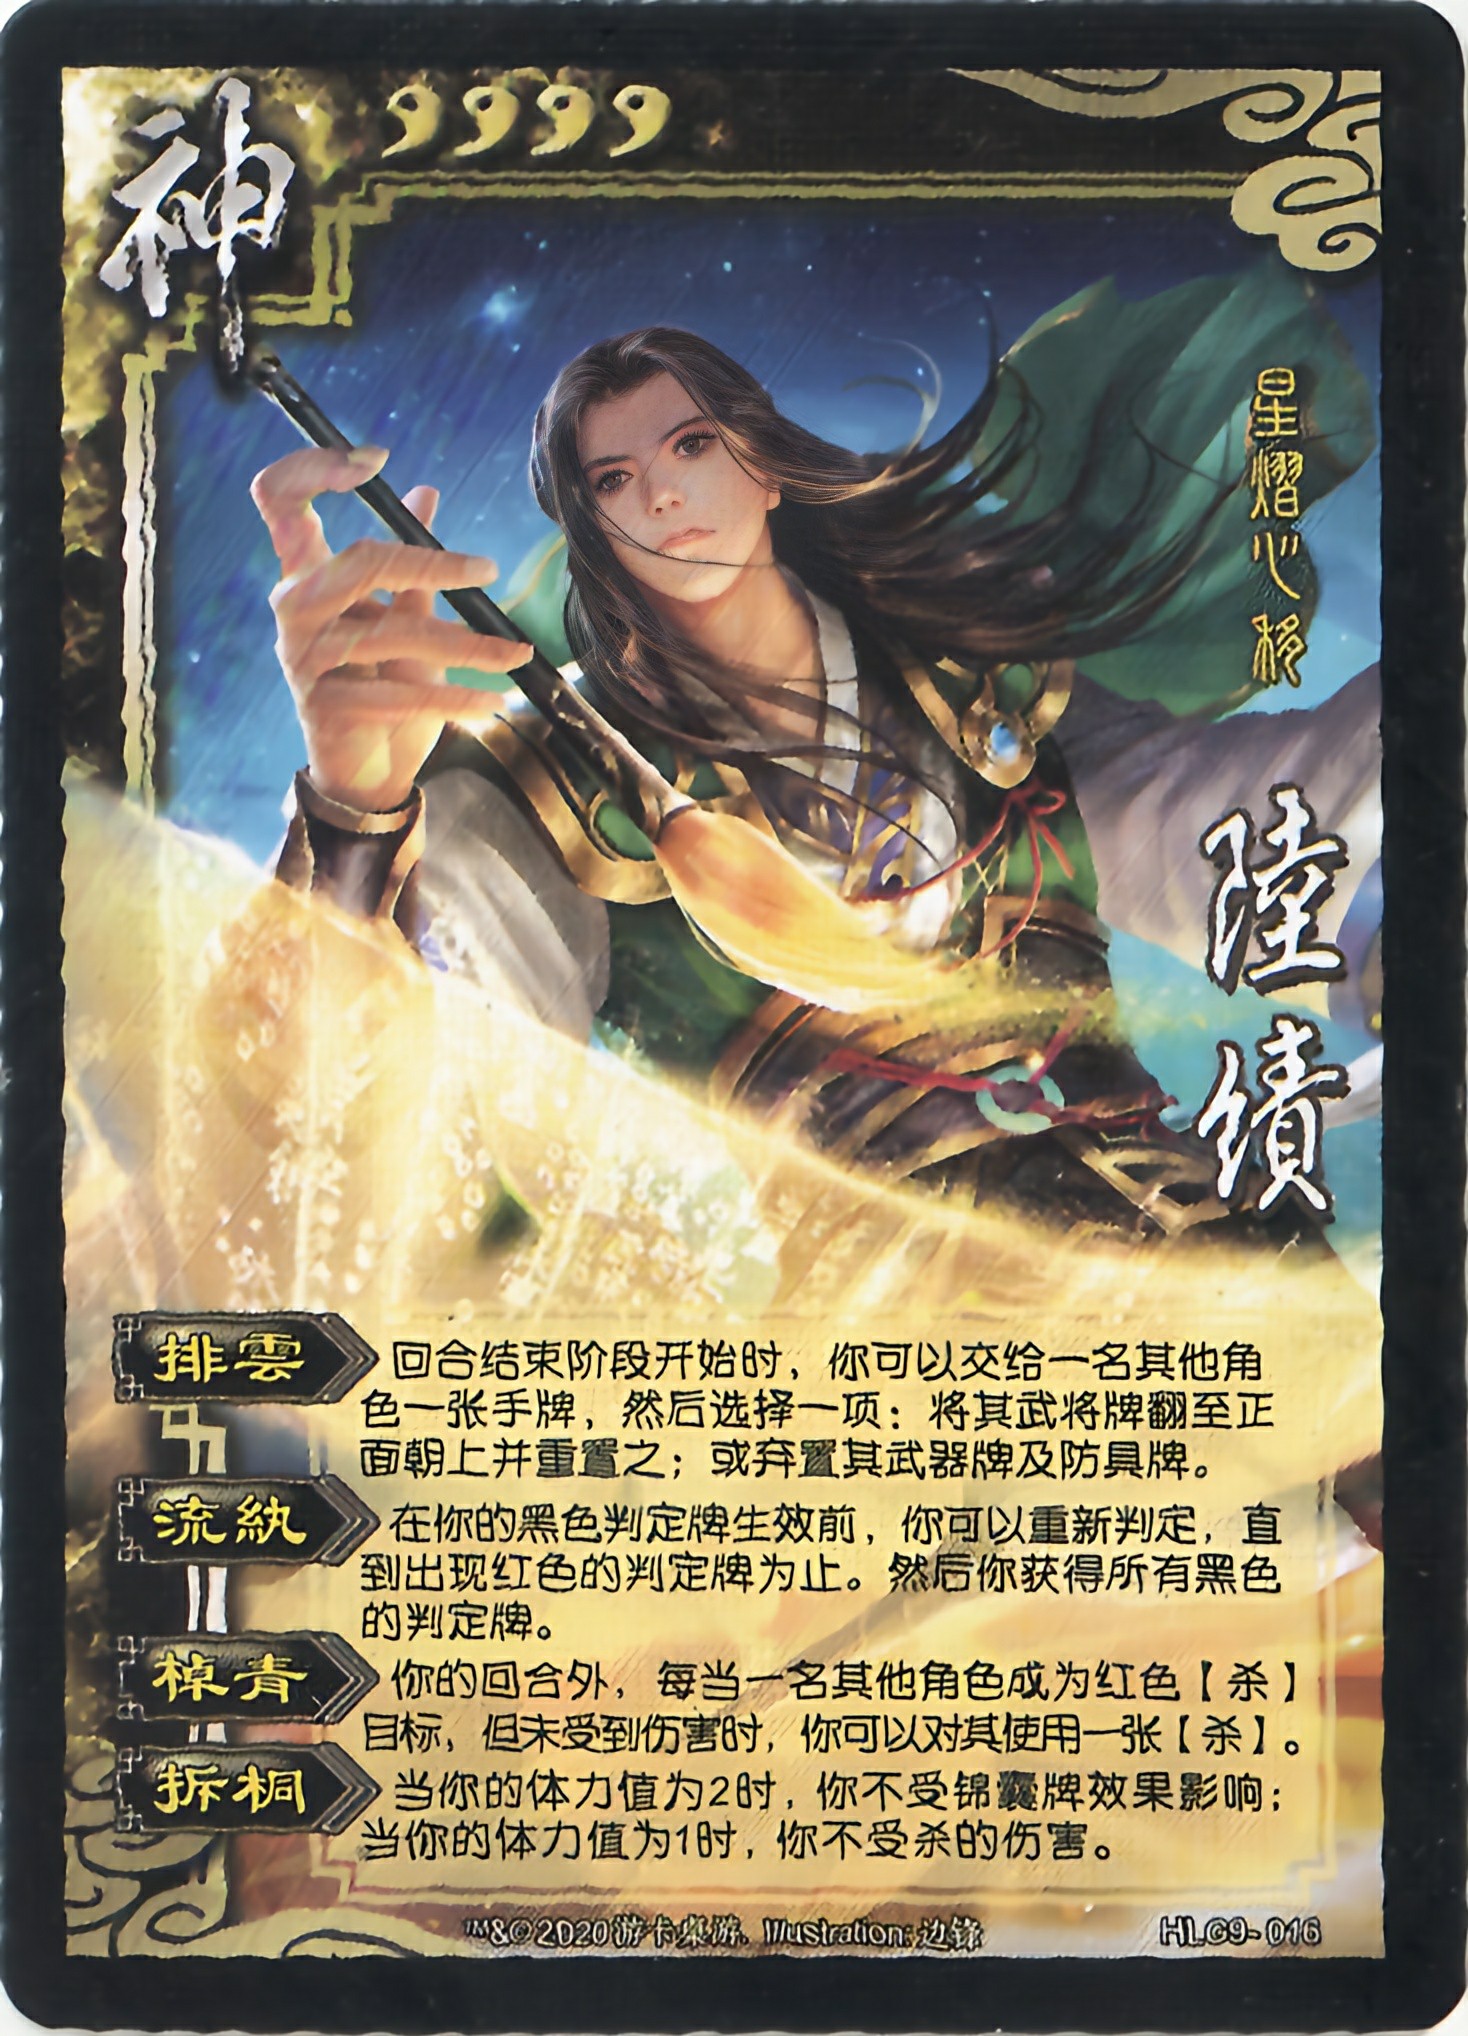 神
星熠心移
陸績
排雲
回合结束阶段开始时，你可以交给一名其他角
色一张手牌，然后选择一项：将其武将牌翻至正
面朝上并重置之；或弃置其武器牌及防具牌。
流紈
在你的黑色判定牌生效前，你可以重新判定，直
到出现红色的判定牌为止。然后你获得所有黑色
的判定牌。
棹青
你的回合外，每当一名其他角色成为红色【杀】
目标，但未受到伤害时，你可以对其使用一张【杀】。
拆桐
当你的体力值为2时，你不受锦囊牌效果影响；
当你的体力值为1时，你不受杀的伤害。
™&©2020游卡桌游. Illustration: 边锋
HLG9-016